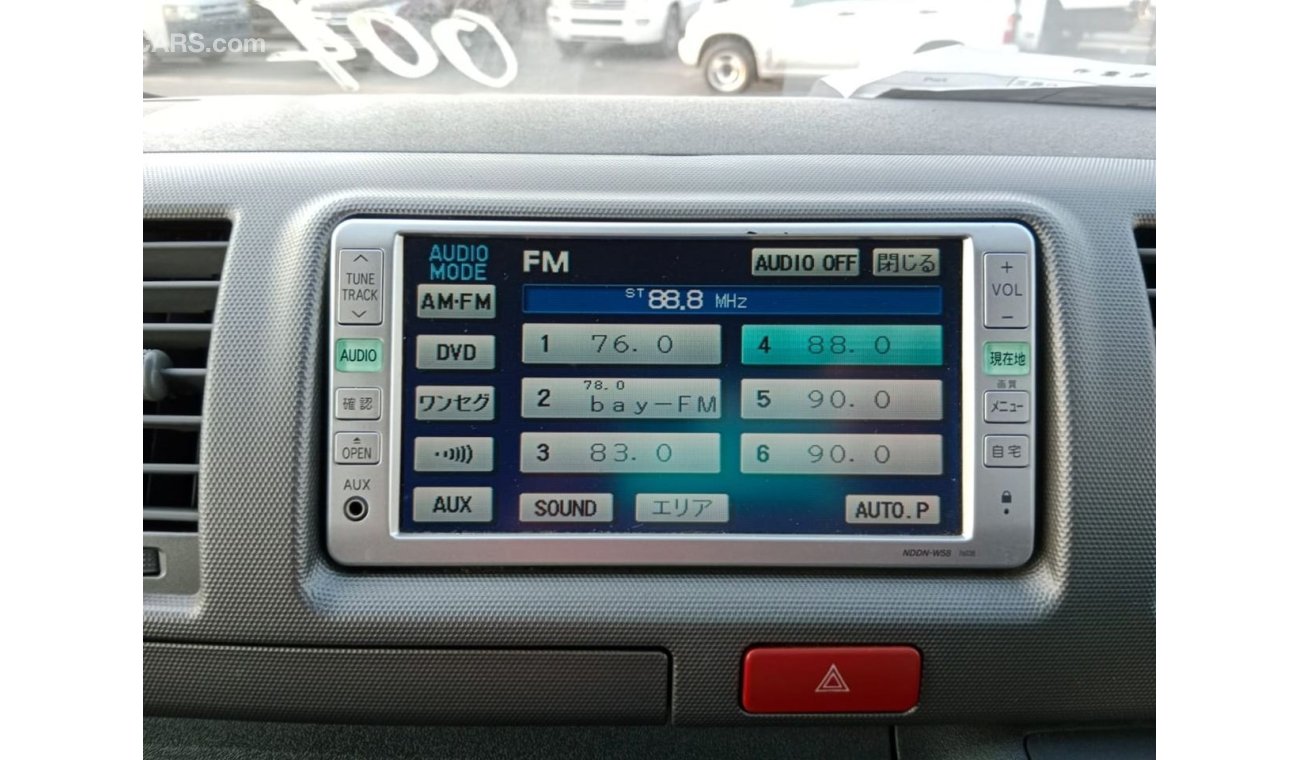 CARS.com
004
TUNE
TRACK
AUDIO
確認
OPEN
AUX
AUDIO
MODE
FM
AUDIO OFF
閉じる
AM·FM
ST 88.8 MHz
1 76.0
4 88.0
DVD
2 78.0 bay-FM
5 90.0
ワンセグ
3 83.0
6 90.0
AUX
SOUND
エリア
AUTO.P
+
VOL
-
現在地
画質
メニュー
自宅
NDDN-W58